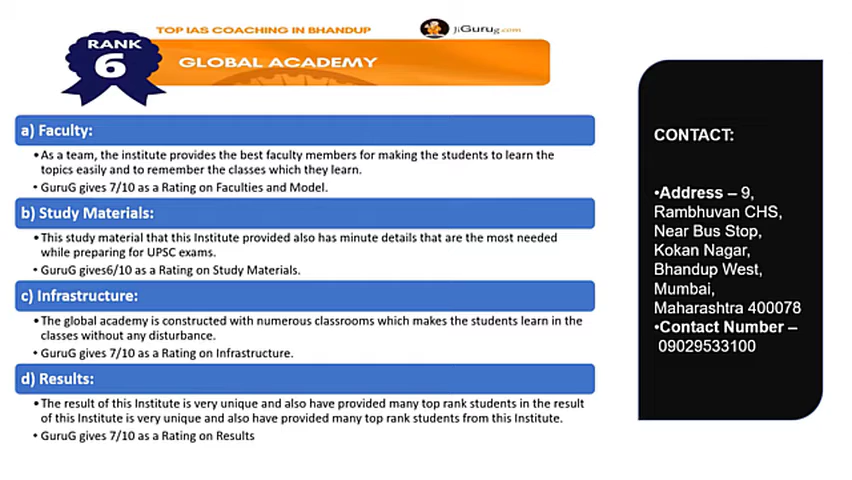 TOP IAS COACHING IN BHANDUP
JiGurug.com
RANK
6
GLOBAL ACADEMY
a) Faculty:
•As a team, the institute provides the best faculty members for making the students to learn the
topics easily and to remember the classes which they learn.
• GuruG gives 7/10 as a Rating on Faculties and Model.
b) Study Materials:
•This study material that this Institute provided also has minute details that are the most needed
while preparing for UPSC exams.
• GuruG gives6/10 as a Rating on Study Materials.
c) Infrastructure:
•The global academy is constructed with numerous classrooms which makes the students learn in the
classes without any disturbance.
• GuruG gives 7/10 as a Rating on Infrastructure.
d) Results:
•The result of this Institute is very unique and also have provided many top rank students in the result
of this Institute is very unique and also have provided many top rank students from this Institute.
• GuruG gives 7/10 as a Rating on Results
CONTACT:
•Address – 9,
Rambhuvan CHS,
Near Bus Stop,
Kokan Nagar,
Bhandup West,
Mumbai,
Maharashtra 400078
•Contact Number –
09029533100